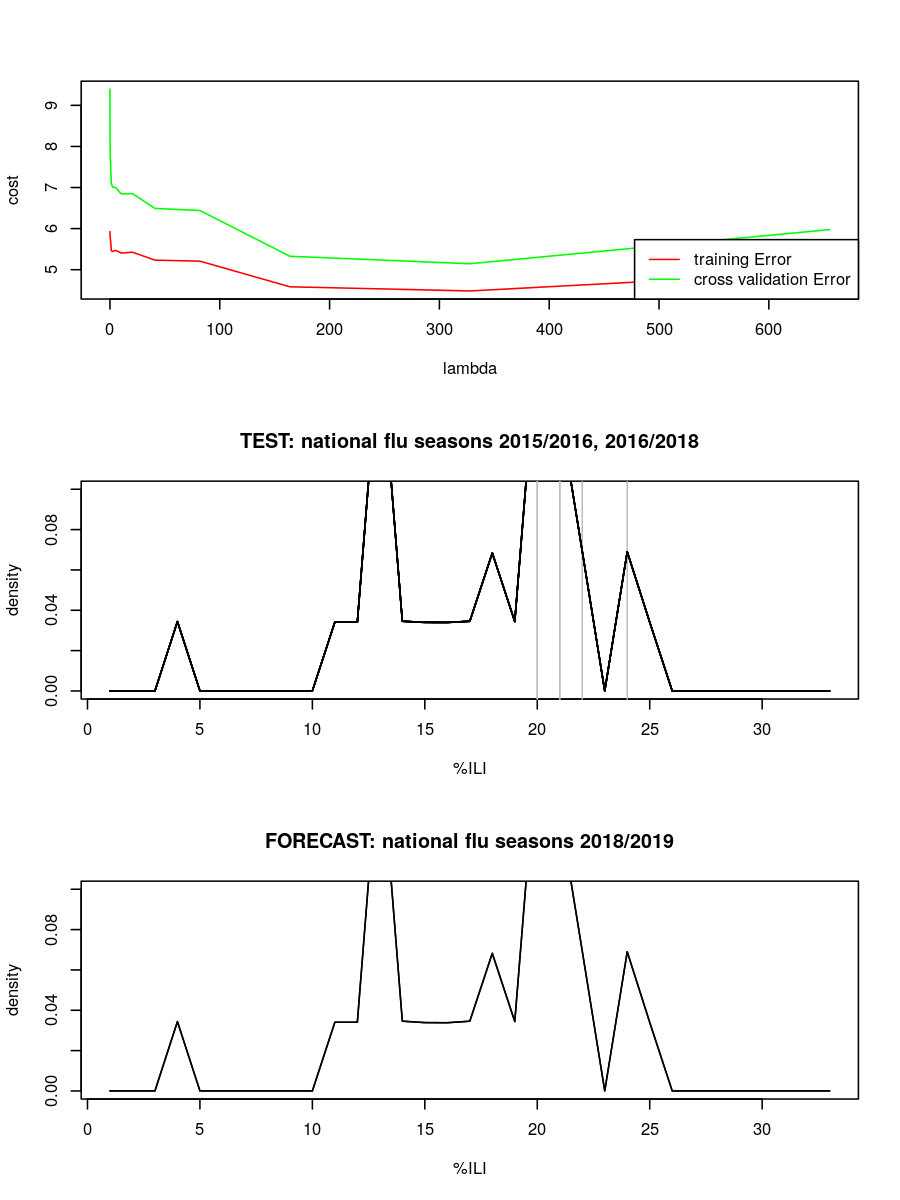 9
8
7
6
5
cost
training Error
cross validation Error
0 100 200 300 400 500 600
lambda
TEST: national flu seasons 2015/2016, 2016/2018
0.08
0.04
0.00
density
0 5 10 15 20 25 30
%ILI
FORECAST: national flu seasons 2018/2019
0.08
0.04
0.00
density
0 5 10 15 20 25 30
%ILI